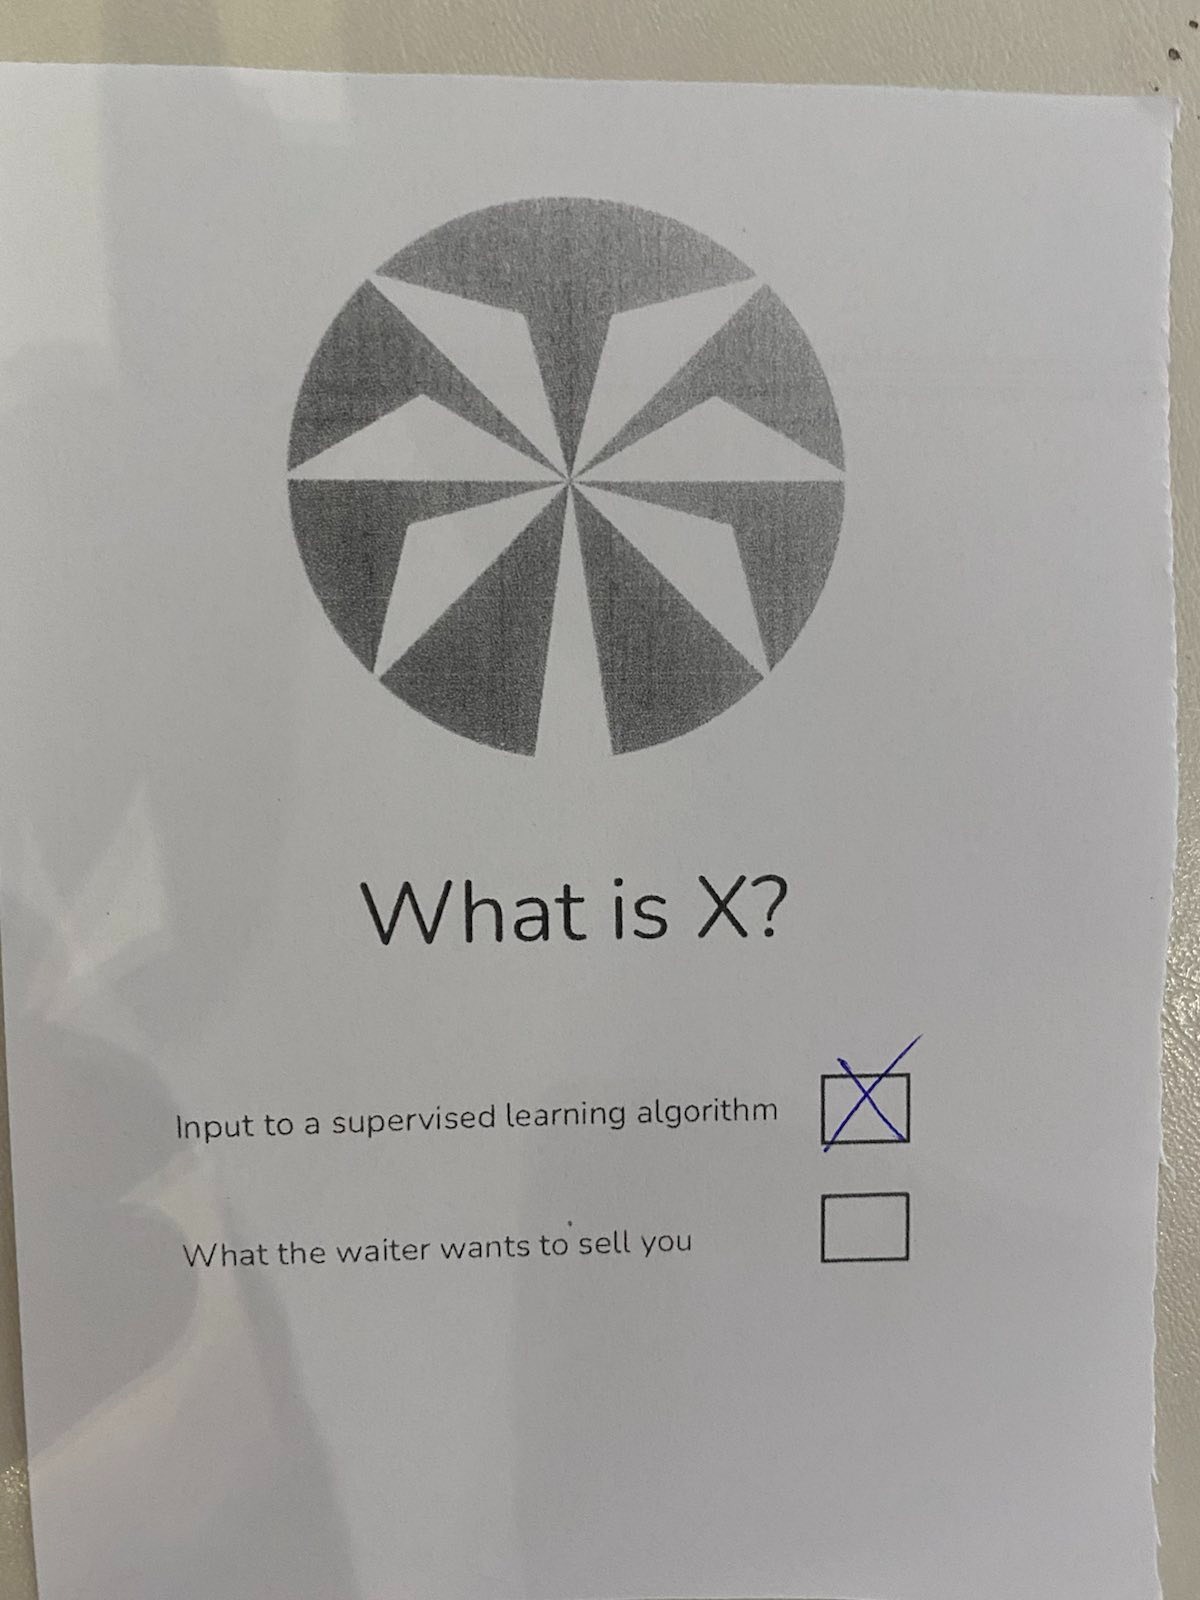 What is X?
Input to a supervised learning algorithm
What the waiter wants to sell you